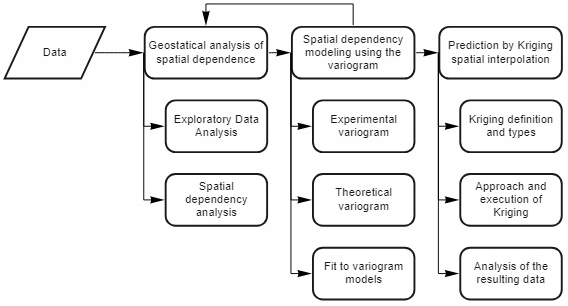 Data
Geostatical analysis of
spatial dependence
Spatial dependency
modeling using the
variogram
Prediction by Kriging
spatial interpolation
Exploratory Data
Analysis
Experimental
variogram
Kriging definition
and types
Spatial
dependency
analysis
Theoretical
variogram
Approach and
execution of
Kriging
Fit to variogram
models
Analysis of the
resulting data